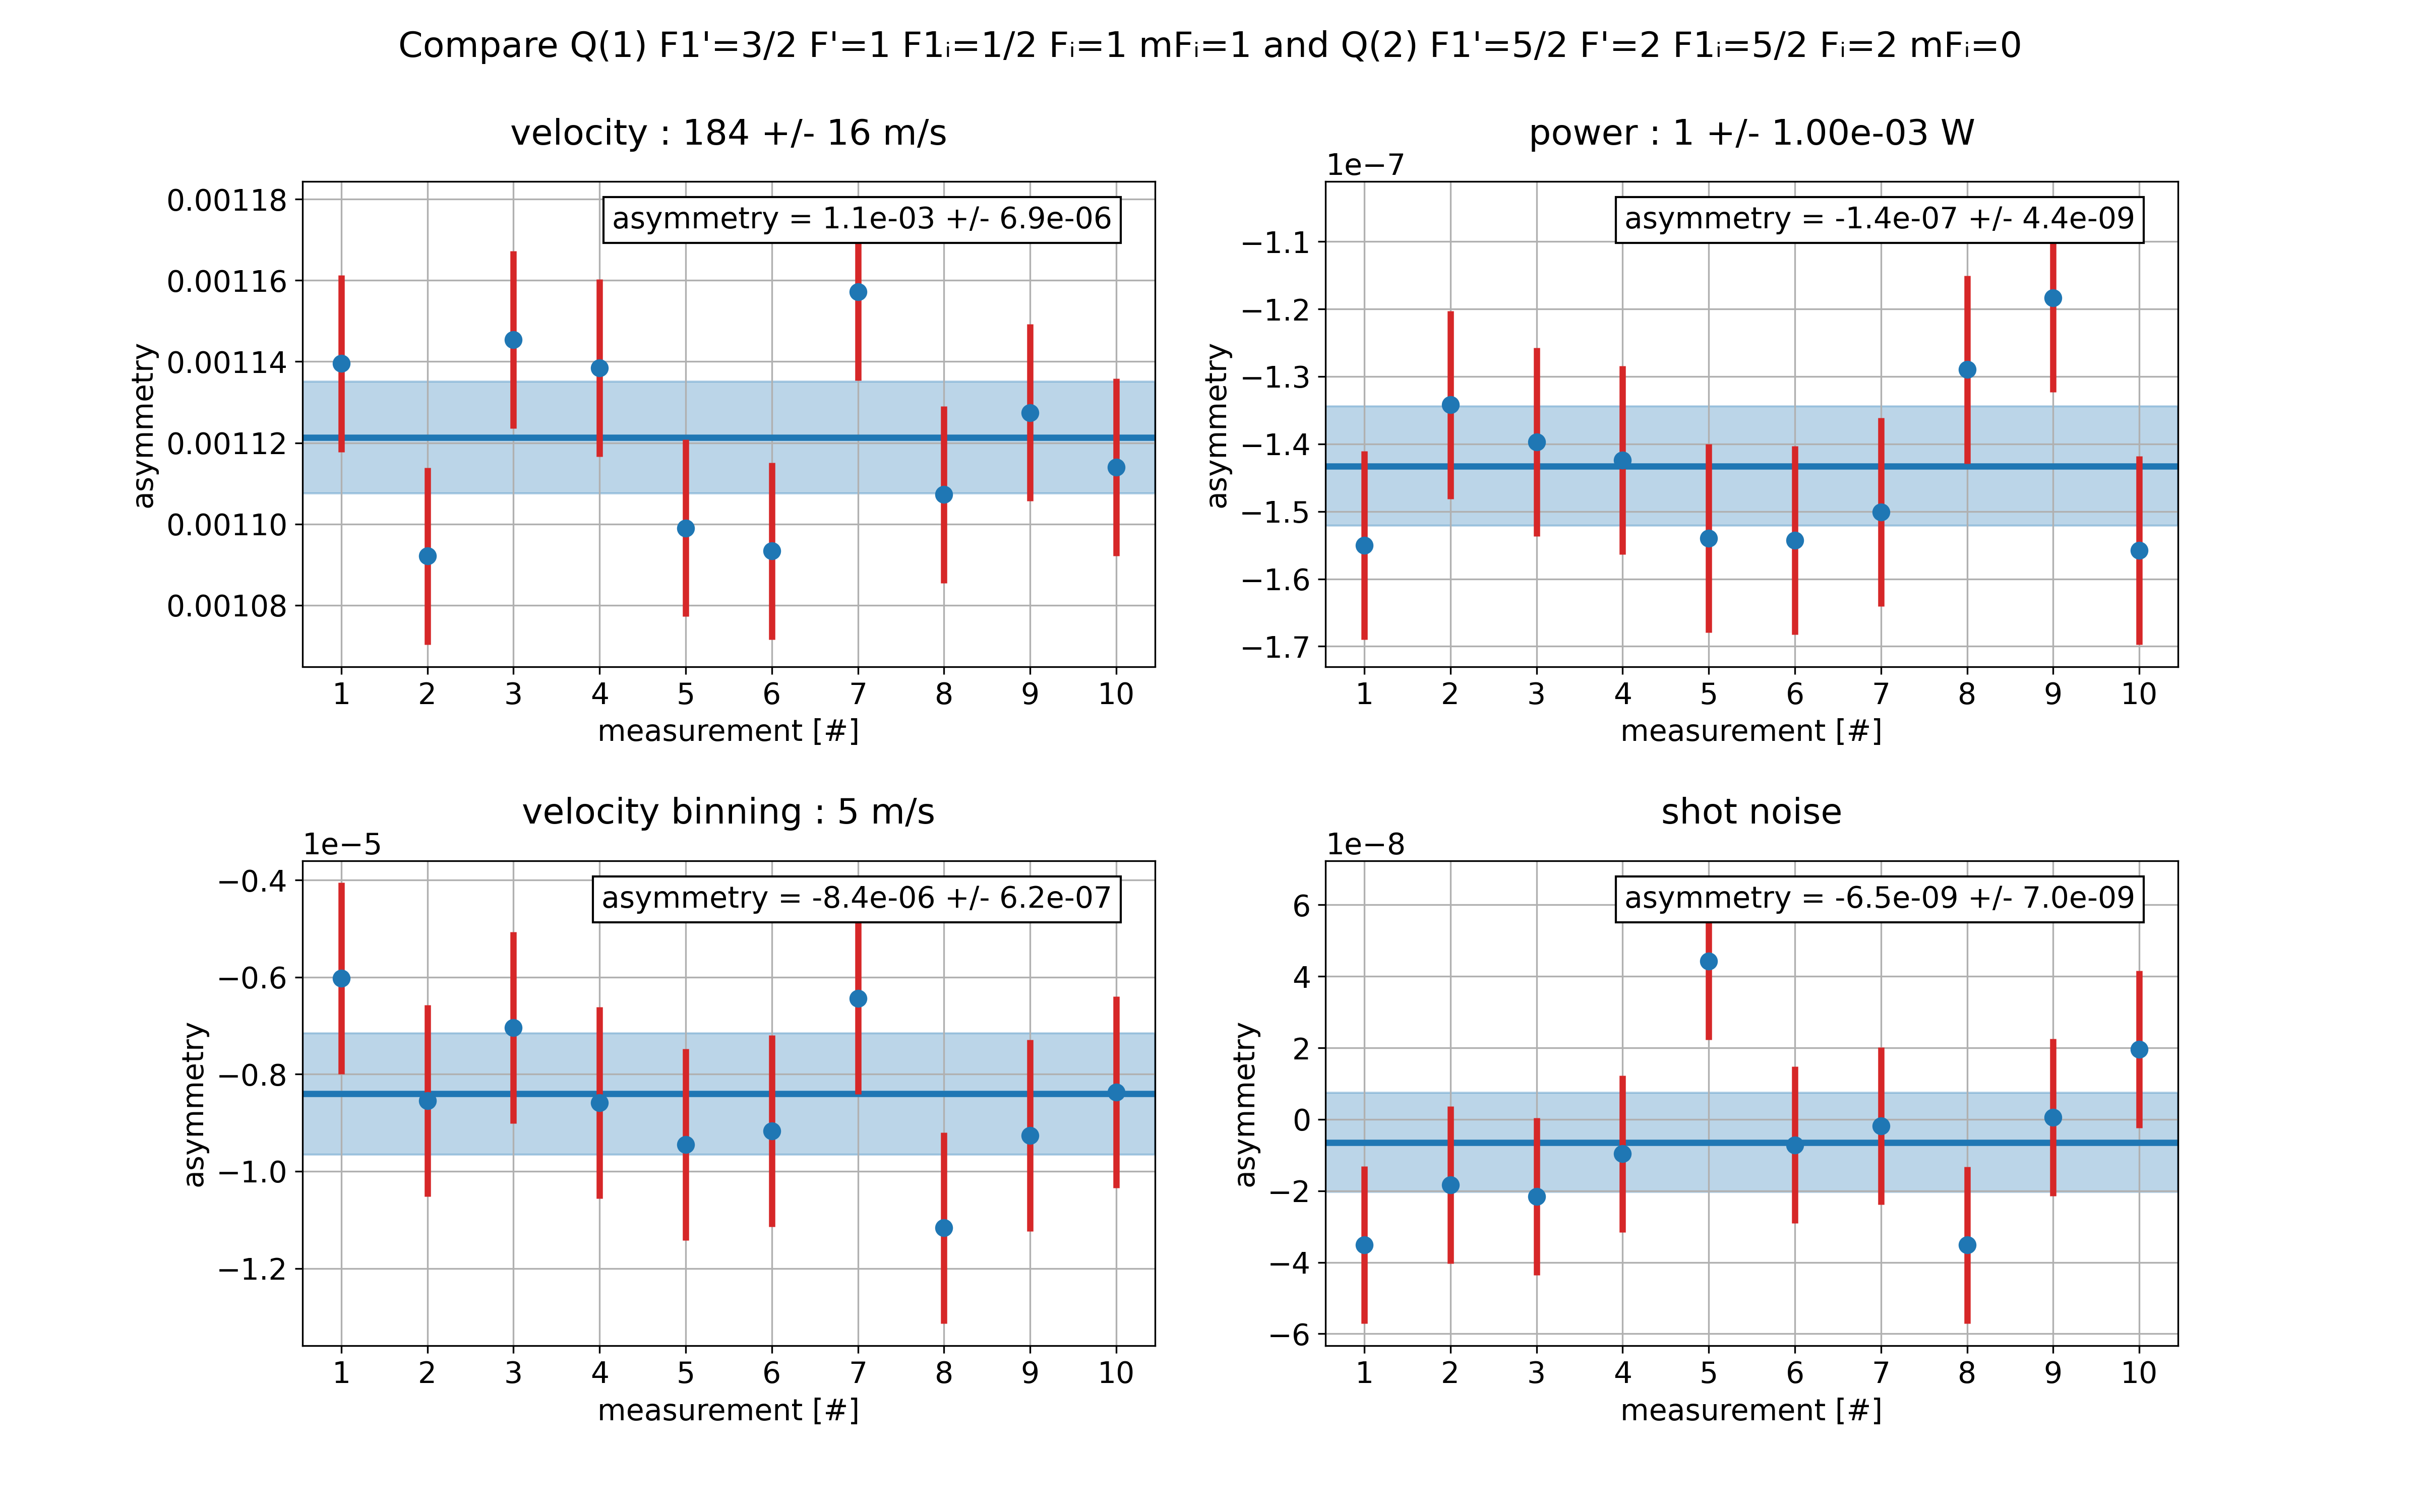 Compare Q(1) F1'=3/2 F'=1 F1ᵢ=1/2 Fᵢ=1 mFᵢ=1 and Q(2) F1'=5/2 F'=2 F1ᵢ=5/2 Fᵢ=2 mFᵢ=0
velocity : 184 +/- 16 m/s
asymmetry = 1.1e-03 +/- 6.9e-06
0.00118
0.00116
0.00114
0.00112
0.00110
0.00108
asymmetry
1 2 3 4 5 6 7 8 9 10
measurement [#]
power : 1 +/- 1.00e-03 W
1e−7
asymmetry = -1.4e-07 +/- 4.4e-09
−1.1
−1.2
−1.3
−1.4
−1.5
−1.6
−1.7
asymmetry
1 2 3 4 5 6 7 8 9 10
measurement [#]
velocity binning : 5 m/s
1e−5
asymmetry = -8.4e-06 +/- 6.2e-07
−0.4
−0.6
−0.8
−1.0
−1.2
asymmetry
1 2 3 4 5 6 7 8 9 10
measurement [#]
shot noise
1e−8
asymmetry = -6.5e-09 +/- 7.0e-09
6
4
2
0
−2
−4
−6
asymmetry
1 2 3 4 5 6 7 8 9 10
measurement [#]